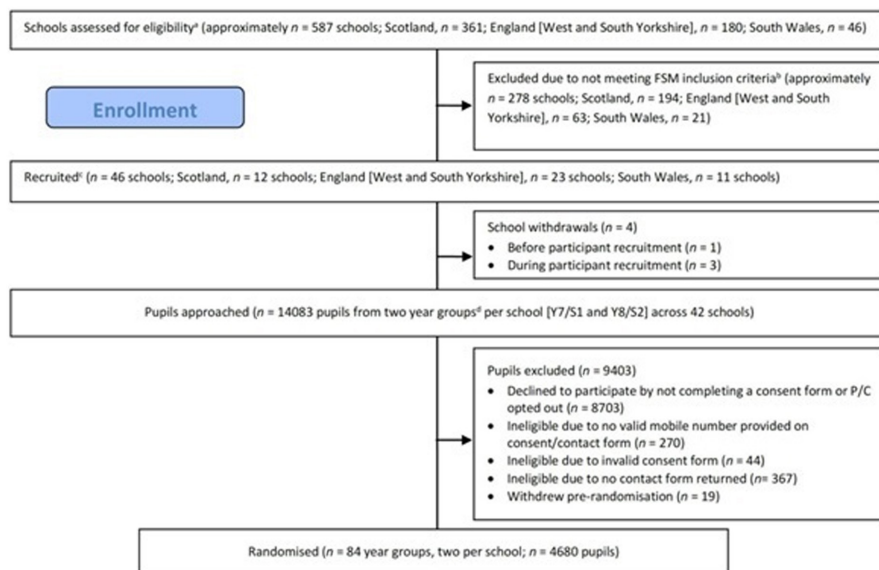 Schools assessed for eligibilityᵃ (approximately n = 587 schools; Scotland, n = 361; England [West and South Yorkshire], n = 180; South Wales, n = 46)
Enrollment
Excluded due to not meeting FSM inclusion criteriaᵇ (approximately
n = 278 schools; Scotland, n = 194; England [West and South
Yorkshire], n = 63; South Wales, n = 21)
Recruitedᶜ (n = 46 schools; Scotland, n = 12 schools; England [West and South Yorkshire], n = 23 schools; South Wales, n = 11 schools)
School withdrawals (n = 4)
• Before participant recruitment (n = 1)
• During participant recruitment (n = 3)
Pupils approached (n = 14083 pupils from two year groupsᵈ per school [Y7/S1 and Y8/S2] across 42 schools)
Pupils excluded (n = 9403)
• Declined to participate by not completing a consent form or P/C
opted out (n = 8703)
• Ineligible due to no valid mobile number provided on
consent/contact form (n = 270)
• Ineligible due to invalid consent form (n = 44)
• Ineligible due to no contact form returned (n= 367)
• Withdrew pre-randomisation (n = 19)
Randomised (n = 84 year groups, two per school; n = 4680 pupils)